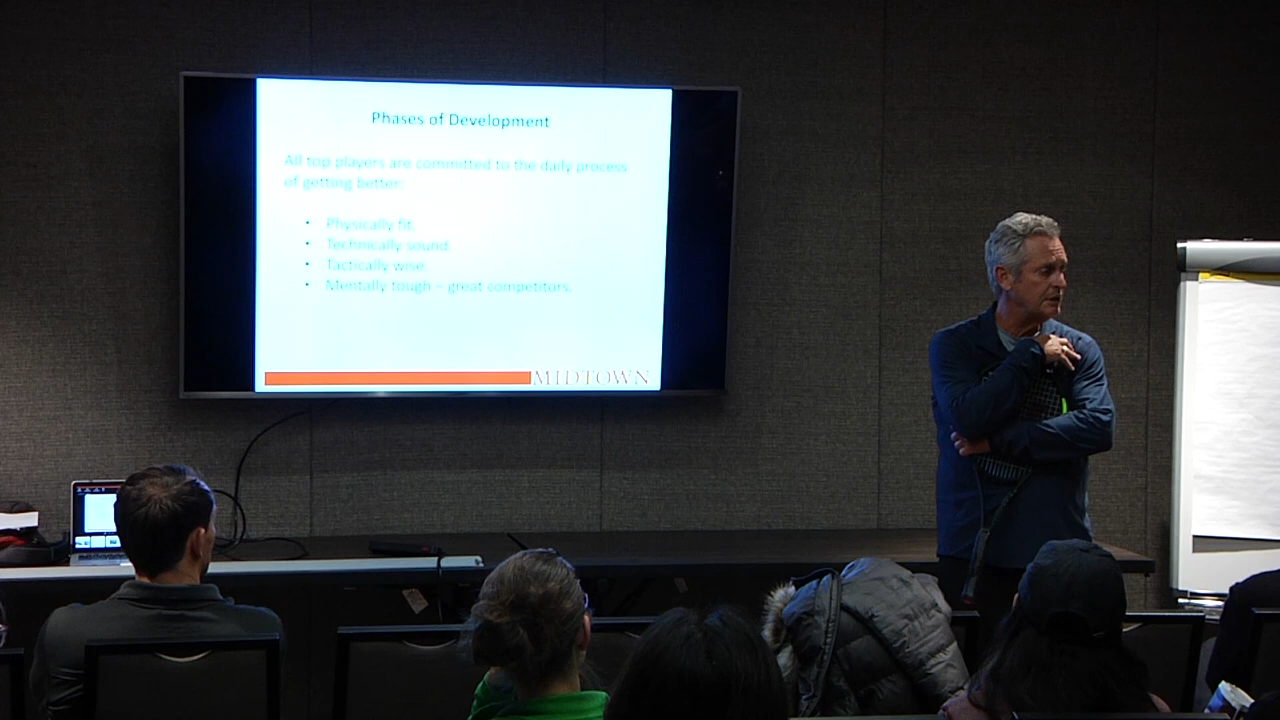 Phases of Development
All top players are committed to the daily process
of getting better:
• Physically fit.
• Technically sound.
• Tactically wise.
• Mentally tough – great competitors.
MIDTOWN